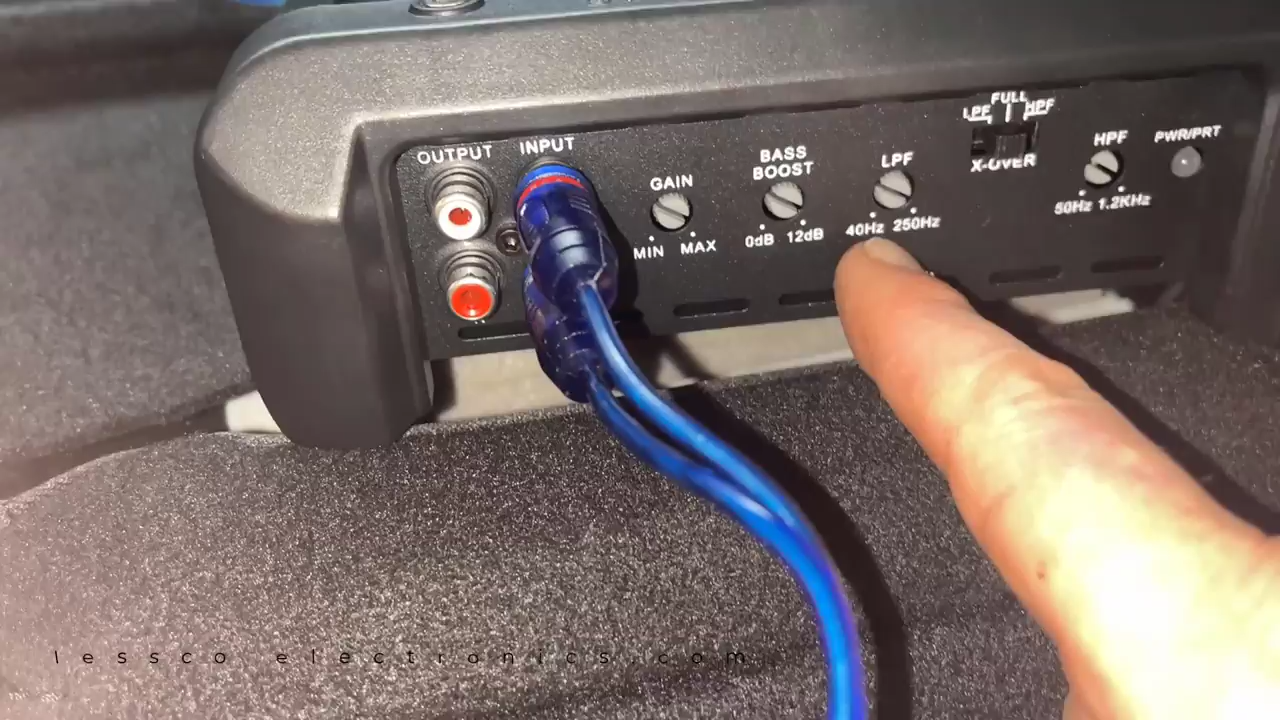 OUTPUT
INPUT
GAIN
MIN MAX
BASS
BOOST
0dB 12dB
LPF
40Hz 250Hz
FULL
LPF HPF
X-OVER
HPF
50Hz 1.2KHz
PWR/PRT
lessco electronics.com